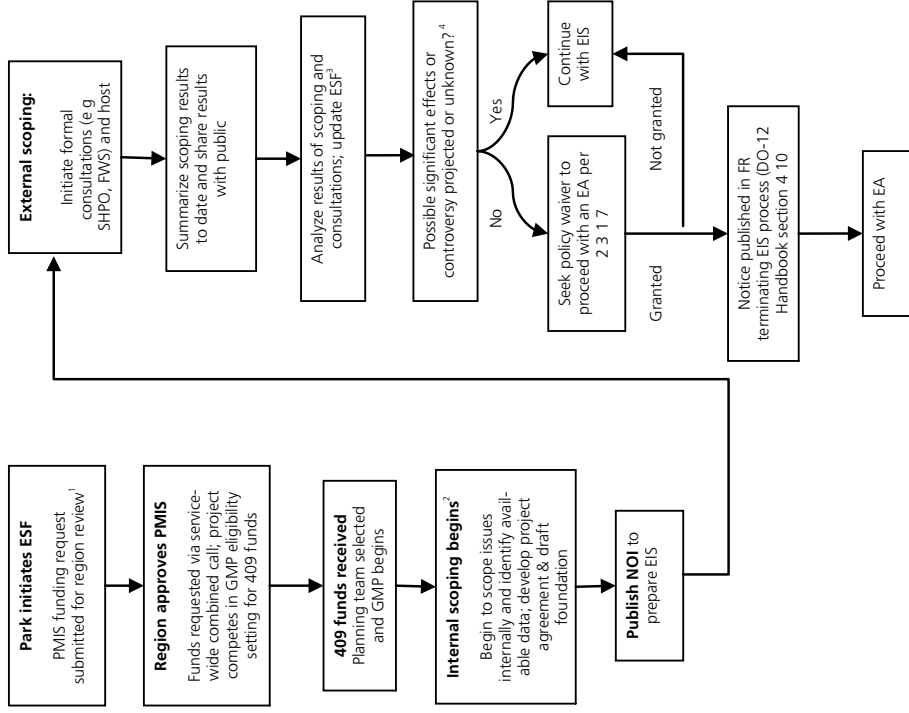 Park initiates ESF
PMIS funding request
submitted for region review¹
Region approves PMIS
Funds requested via service-
wide combined call; project
competes in GMP eligibility
setting for 409 funds
409 funds received
Planning team selected
and GMP begins
Internal scoping begins²
Begin to scope issues
internally and identify avail-
able data; develop project
agreement & draft
foundation
Publish NOI to
prepare EIS
External scoping:
Initiate formal
consultations (e g
SHPO, FWS) and host
Summarize scoping results
to date and share results
with public
Analyze results of scoping and
consultations; update ESF³
Possible significant effects or
controversy projected or unknown? ⁴
No
Yes
Seek policy waiver to
proceed with an EA per
2 3 1 7
Continue
with EIS
Granted
Not granted
Notice published in FR
terminating EIS process (DO-12
Handbook section 4 10
Proceed with EA